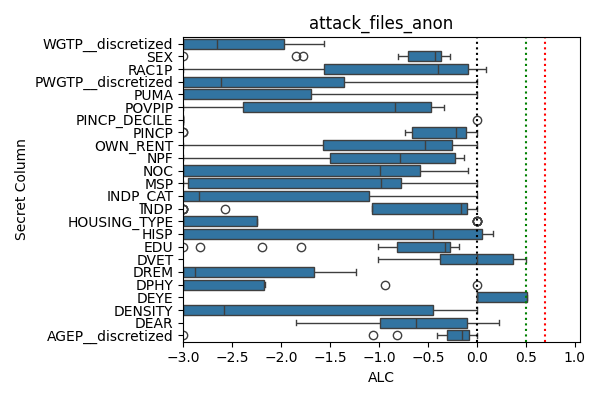 attack_files_anon
WGTP__discretized
SEX
RAC1P
PWGTP__discretized
PUMA
POVPIP
PINCP_DECILE
PINCP
OWN_RENT
NPF
NOC
MSP
INDP_CAT
INDP
HOUSING_TYPE
HISP
EDU
DVET
DREM
DPHY
DEYE
DENSITY
DEAR
AGEP__discretized
Secret Column
−3.0 −2.5 −2.0 −1.5 −1.0 −0.5 0.0 0.5 1.0
ALC